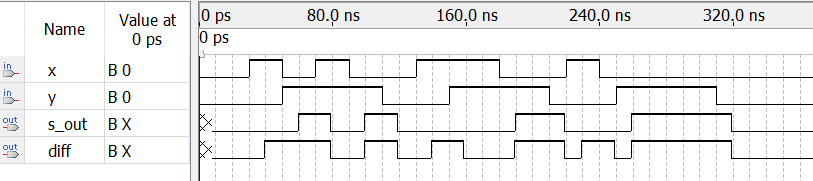 Name Value at 0 ps
0 ps 80.0 ns 160.0 ns 240.0 ns 320.0 ns
0 ps
in x B 0
in y B 0
out s_out B X
out diff B X